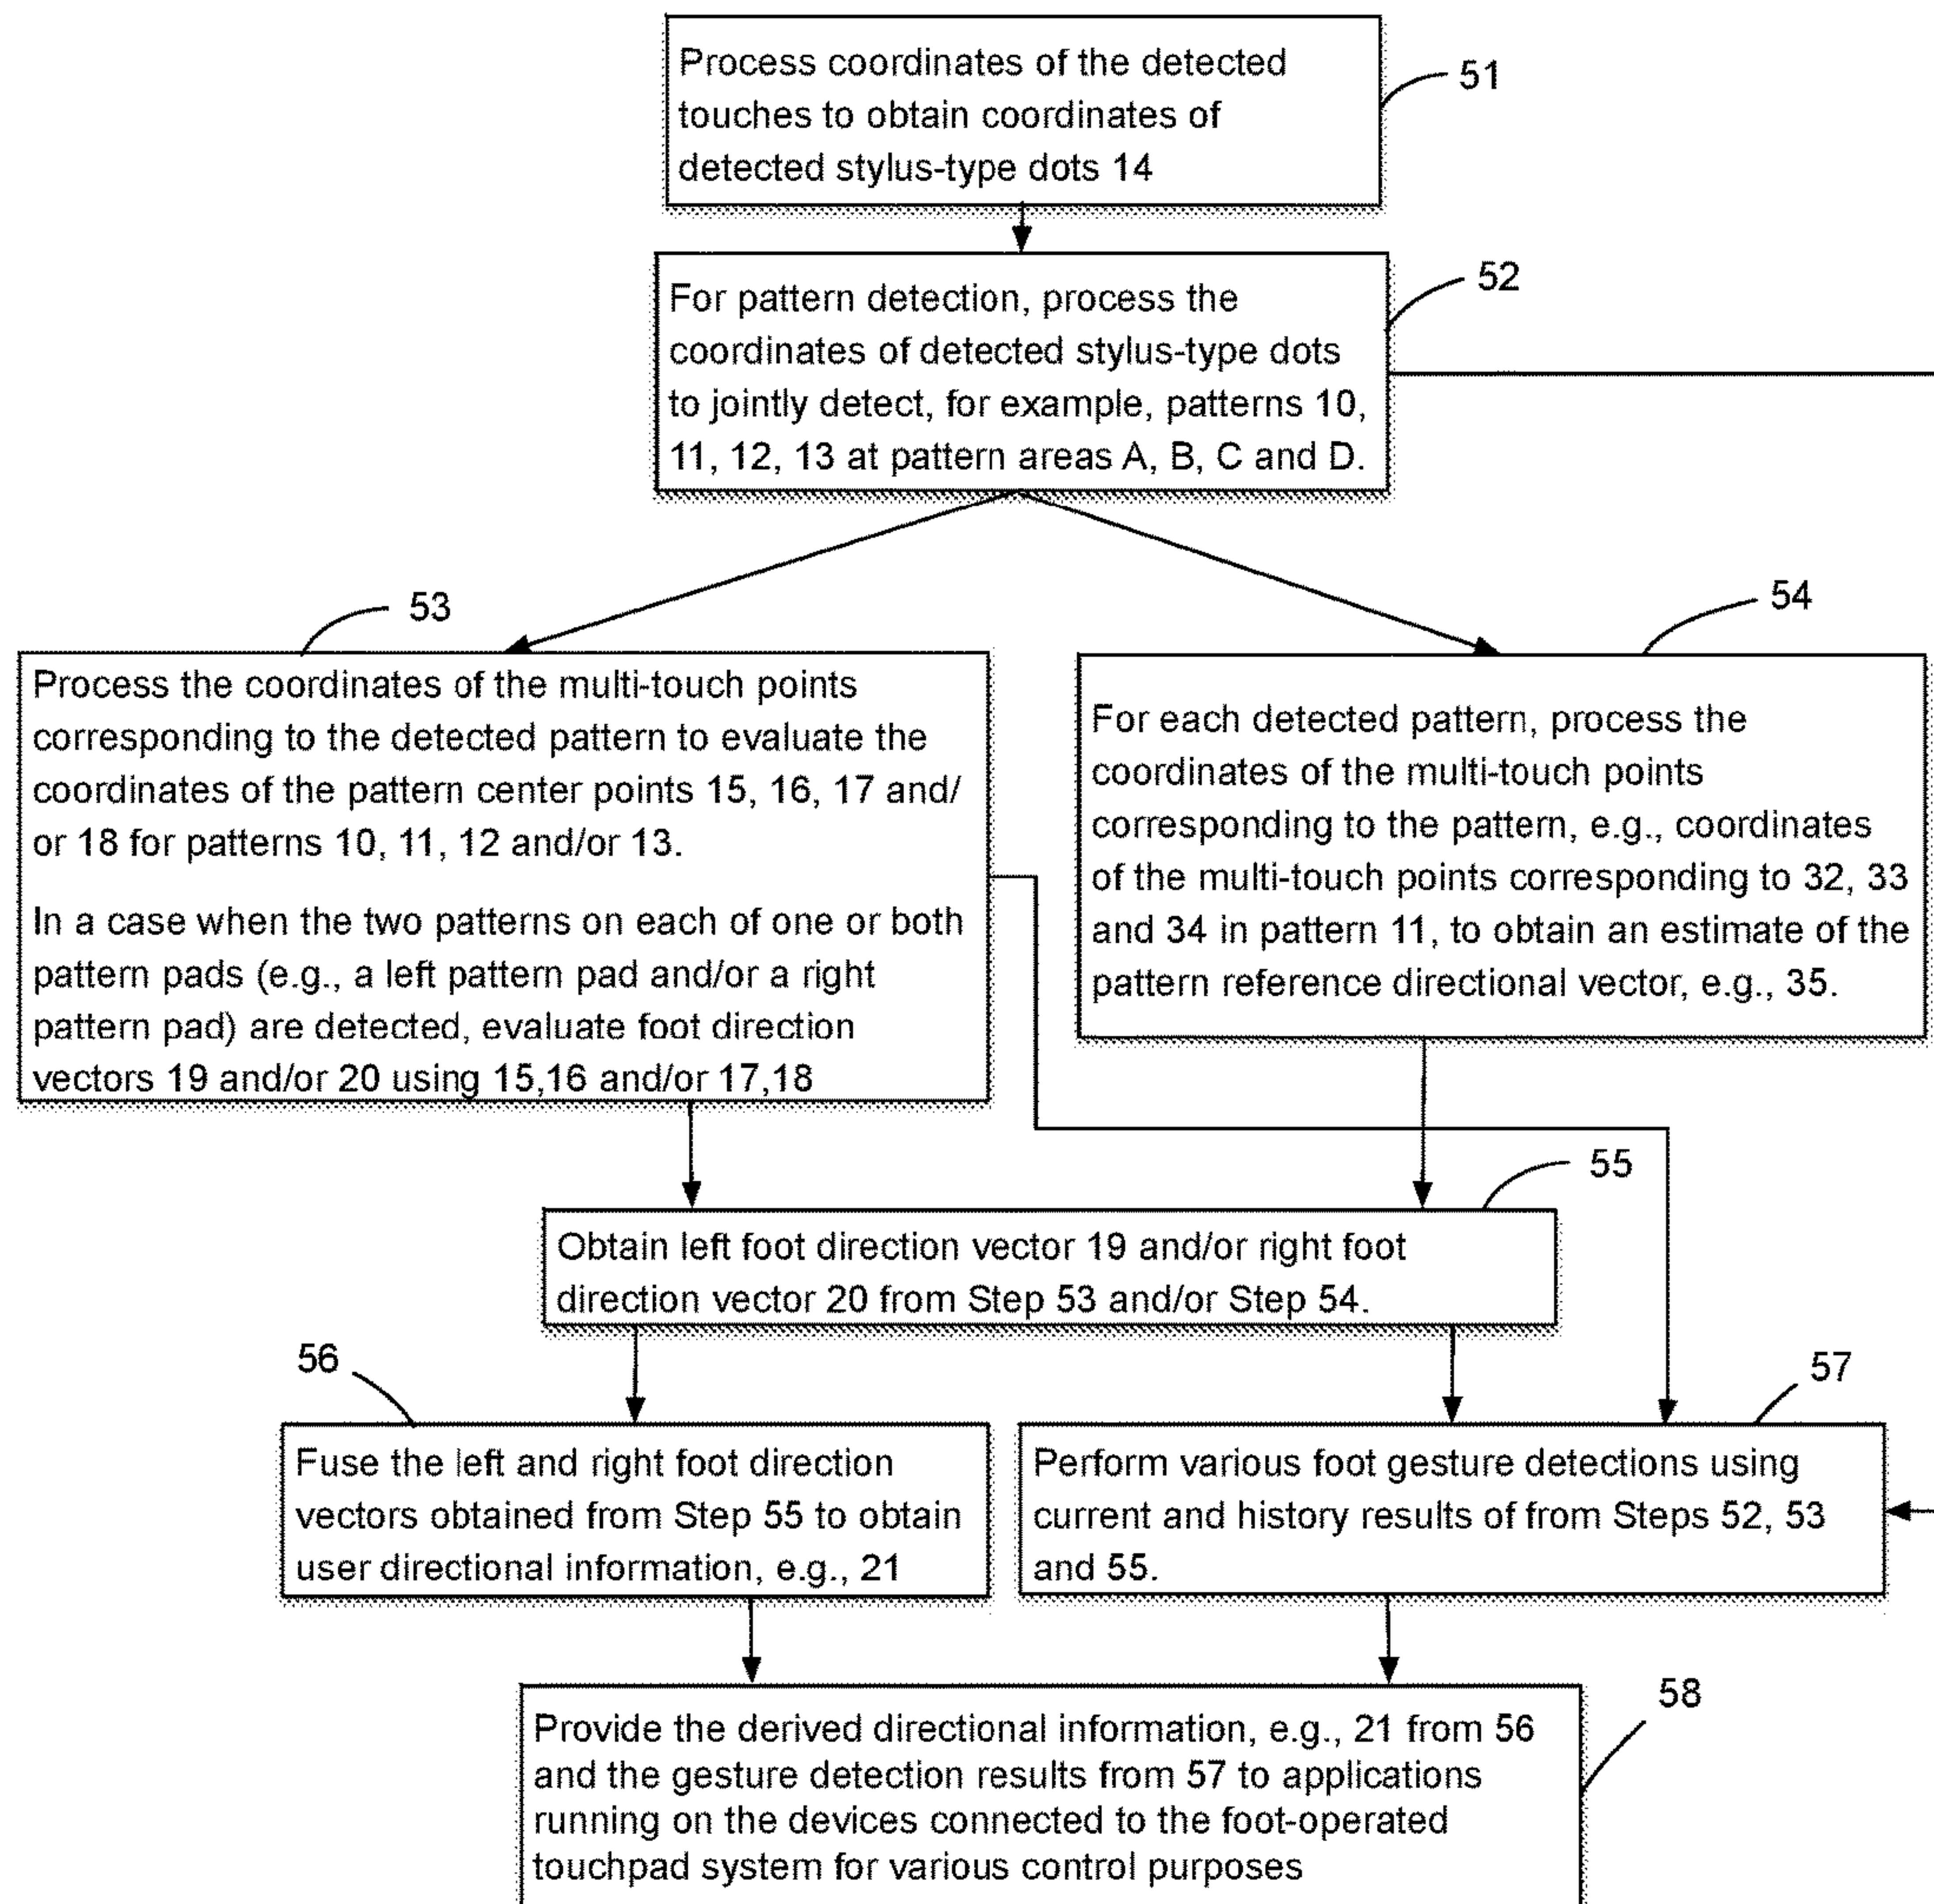 Process coordinates of the detected
touches to obtain coordinates of
detected stylus-type dots 14
51
For pattern detection, process the
coordinates of detected stylus-type dots
to jointly detect, for example, patterns 10,
11, 12, 13 at pattern areas A, B, C and D.
52
53
Process the coordinates of the multi-touch points
corresponding to the detected pattern to evaluate the
coordinates of the pattern center points 15, 16, 17 and/
or 18 for patterns 10, 11, 12 and/or 13.
In a case when the two patterns on each of one or both
pattern pads (e.g., a left pattern pad and/or a right
pattern pad) are detected, evaluate foot direction
vectors 19 and/or 20 using 15,16 and/or 17,18
54
For each detected pattern, process the
coordinates of the multi-touch points
corresponding to the pattern, e.g., coordinates
of the multi-touch points corresponding to 32, 33
and 34 in pattern 11, to obtain an estimate of the
pattern reference directional vector, e.g., 35.
55
Obtain left foot direction vector 19 and/or right foot
direction vector 20 from Step 53 and/or Step 54.
56
Fuse the left and right foot direction
vectors obtained from Step 55 to obtain
user directional information, e.g., 21
57
Perform various foot gesture detections using
current and history results of from Steps 52, 53
and 55.
58
Provide the derived directional information, e.g., 21 from 56
and the gesture detection results from 57 to applications
running on the devices connected to the foot-operated
touchpad system for various control purposes